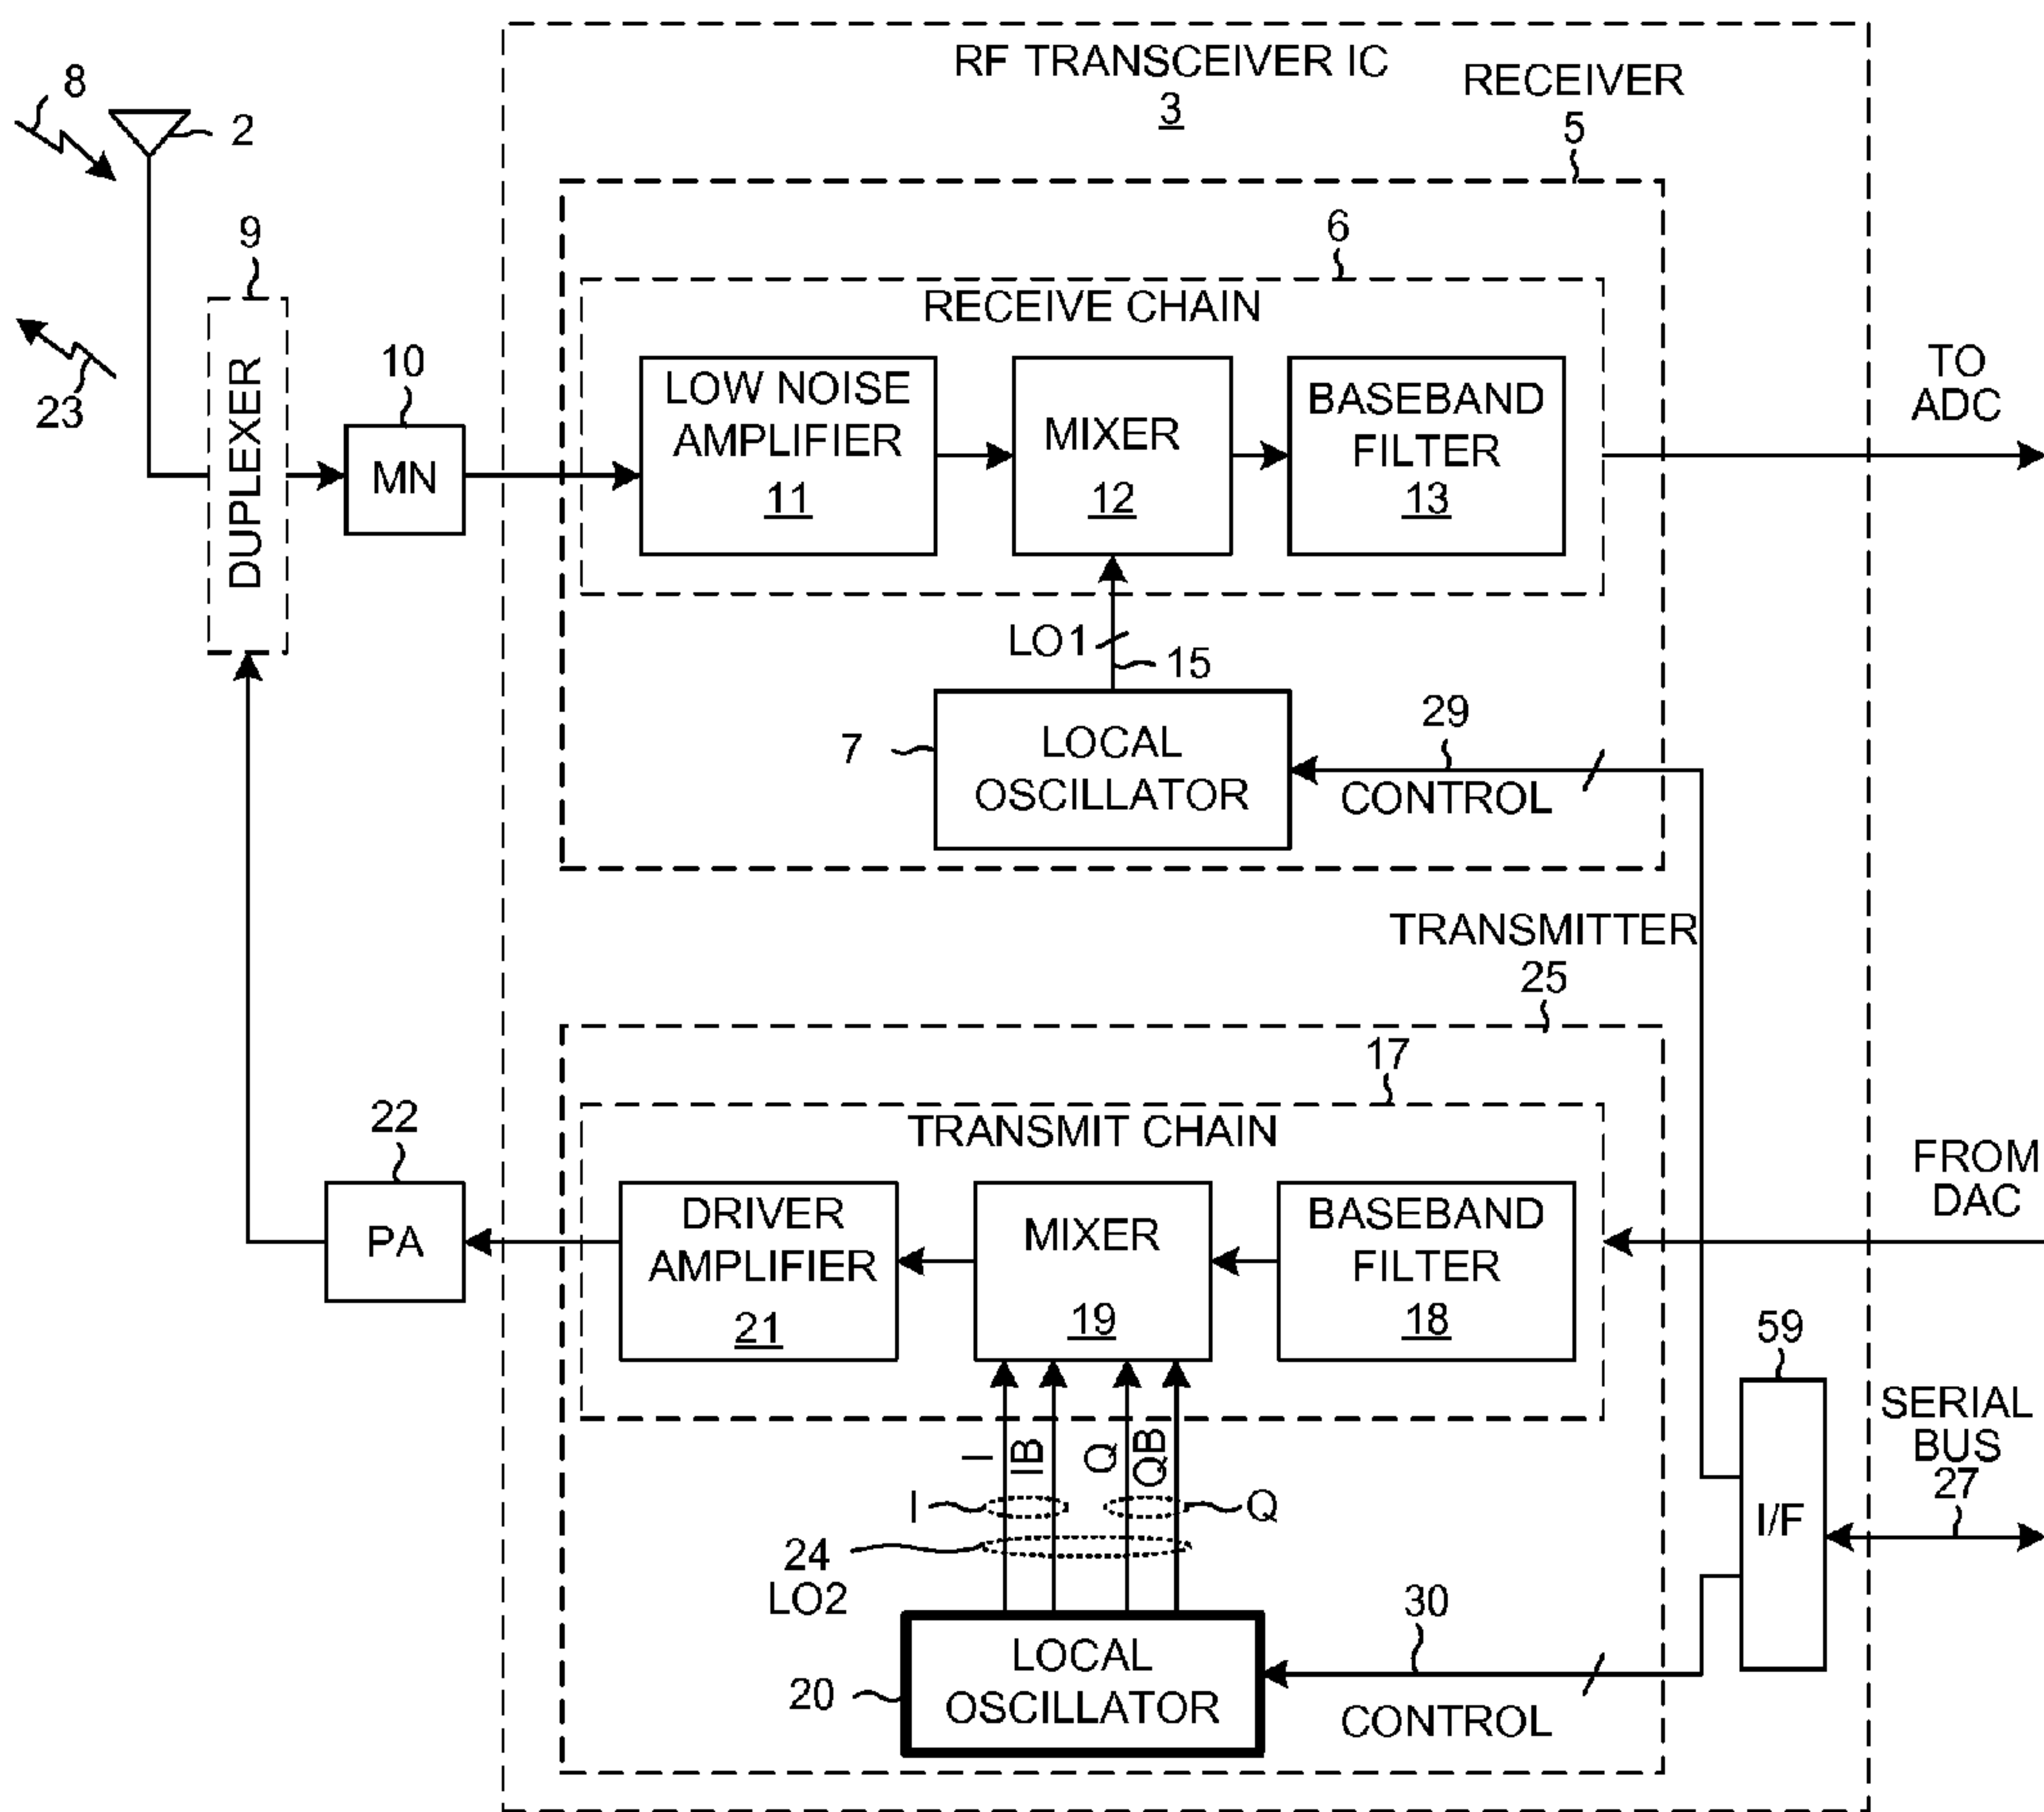 RF TRANSCEIVER IC
3
RECEIVER
5
8
2
9
6
RECEIVE CHAIN
DUPLEXER
10
MN
23
LOW NOISE
AMPLIFIER
11
MIXER
12
BASEBAND
FILTER
13
TO
ADC
LO1
15
7
LOCAL
OSCILLATOR
29
CONTROL
TRANSMITTER
25
17
TRANSMIT CHAIN
22
PA
DRIVER
AMPLIFIER
21
MIXER
19
BASEBAND
FILTER
18
FROM
DAC
59
I/F
SERIAL
BUS
27
I
IB
Q
QB
I
Q
24
LO2
20
LOCAL
OSCILLATOR
30
CONTROL